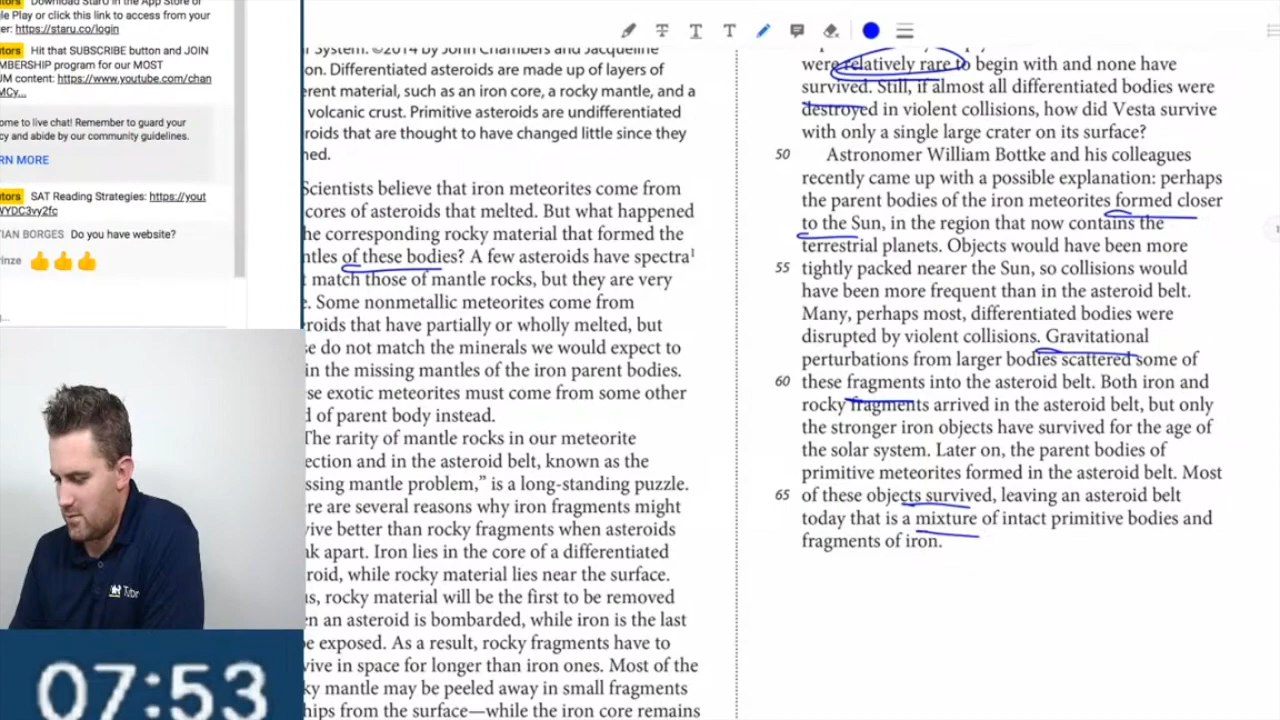 Download StarU in the App Store or
le Play or click this link to access from your
uter: https://staru.co/login
utors Hit that SUBSCRIBE button and JOIN
MBERSHIP program for our MOST
UM content: https://www.youtube.com/chan
MCy...
ome to live chat! Remember to guard your
cy and abide by our community guidelines.
RN MORE
utors SAT Reading Strategies: https://yout
WYDC3vy2fc
TIAN BORGES Do you have website?
rinze
07:53
r System. ©2014 by John Chambers and Jacqueline
on. Differentiated asteroids are made up of layers of
erent material, such as an iron core, a rocky mantle, and a
volcanic crust. Primitive asteroids are undifferentiated
roids that are thought to have changed little since they
ned.
Scientists believe that iron meteorites come from
cores of asteroids that melted. But what happened
he corresponding rocky material that formed the
ntles of these bodies? A few asteroids have spectra¹
t match those of mantle rocks, but they are very
e. Some nonmetallic meteorites come from
roids that have partially or wholly melted, but
se do not match the minerals we would expect to
in the missing mantles of the iron parent bodies.
se exotic meteorites must come from some other
d of parent body instead.
The rarity of mantle rocks in our meteorite
ection and in the asteroid belt, known as the
ssing mantle problem,” is a long-standing puzzle.
re are several reasons why iron fragments might
vive better than rocky fragments when asteroids
ak apart. Iron lies in the core of a differentiated
roid, while rocky material lies near the surface.
us, rocky material will be the first to be removed
en an asteroid is bombarded, while iron is the last
e exposed. As a result, rocky fragments have to
vive in space for longer than iron ones. Most of the
ky mantle may be peeled away in small fragments
hips from the surface—while the iron core remains
were relatively rare to begin with and none have
survived. Still, if almost all differentiated bodies were
destroyed in violent collisions, how did Vesta survive
with only a single large crater on its surface?
50 Astronomer William Bottke and his colleagues
recently came up with a possible explanation: perhaps
the parent bodies of the iron meteorites formed closer
to the Sun, in the region that now contains the
terrestrial planets. Objects would have been more
55 tightly packed nearer the Sun, so collisions would
have been more frequent than in the asteroid belt.
Many, perhaps most, differentiated bodies were
disrupted by violent collisions. Gravitational
perturbations from larger bodies scattered some of
60 these fragments into the asteroid belt. Both iron and
rocky fragments arrived in the asteroid belt, but only
the stronger iron objects have survived for the age of
the solar system. Later on, the parent bodies of
primitive meteorites formed in the asteroid belt. Most
65 of these objects survived, leaving an asteroid belt
today that is a mixture of intact primitive bodies and
fragments of iron.